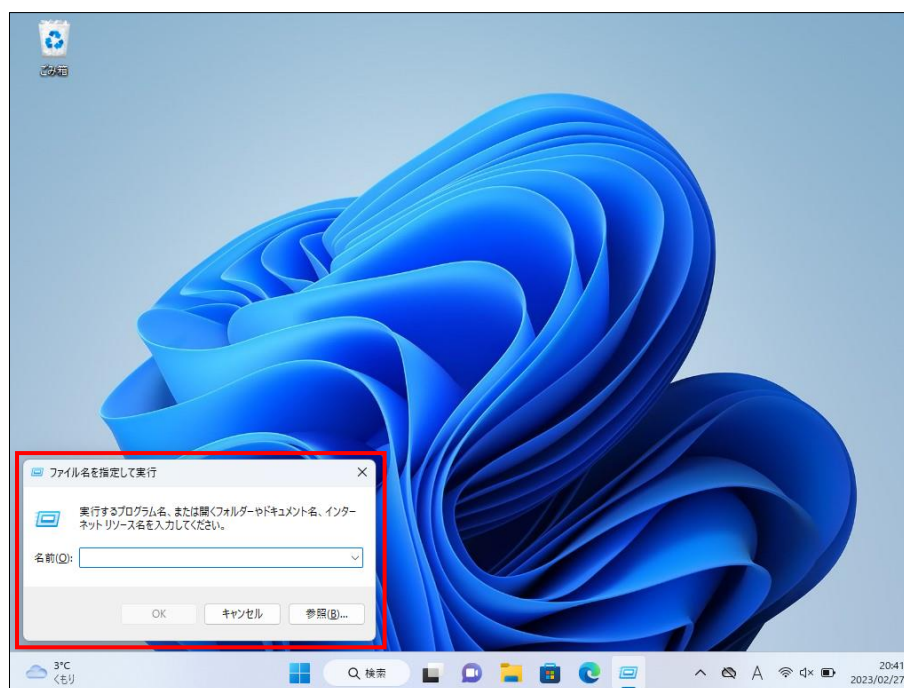 ごみ箱
ファイル名を指定して実行
実行するプログラム名、または開くフォルダーやドキュメント名、インター
ネット リソース名を入力してください。
名前(O):
OK
キャンセル
参照(B)...
3°C
くもり
検索
A
20:41
2023/02/27